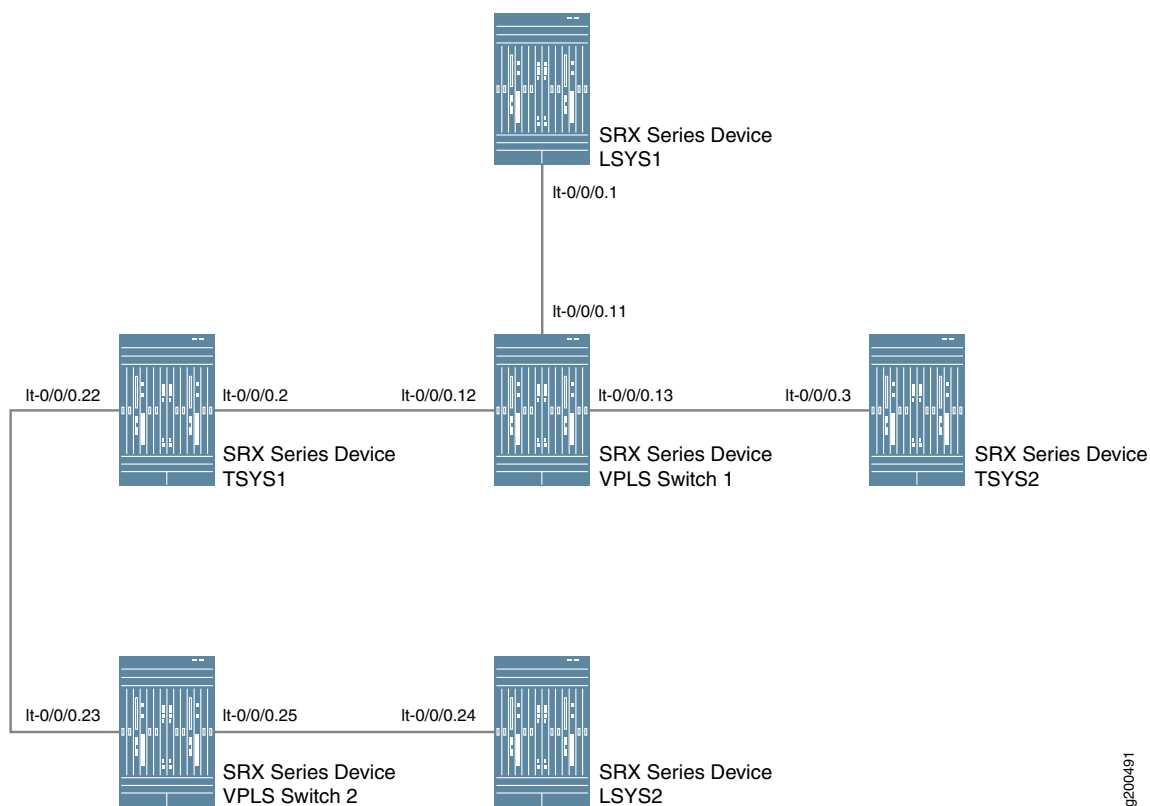 SRX Series Device
LSYS1
lt-0/0/0.1
lt-0/0/0.11
lt-0/0/0.22
lt-0/0/0.2
lt-0/0/0.12
lt-0/0/0.13
lt-0/0/0.3
SRX Series Device
TSYS1
SRX Series Device
VPLS Switch 1
SRX Series Device
TSYS2
lt-0/0/0.23
lt-0/0/0.25
lt-0/0/0.24
SRX Series Device
VPLS Switch 2
SRX Series Device
LSYS2
g200491